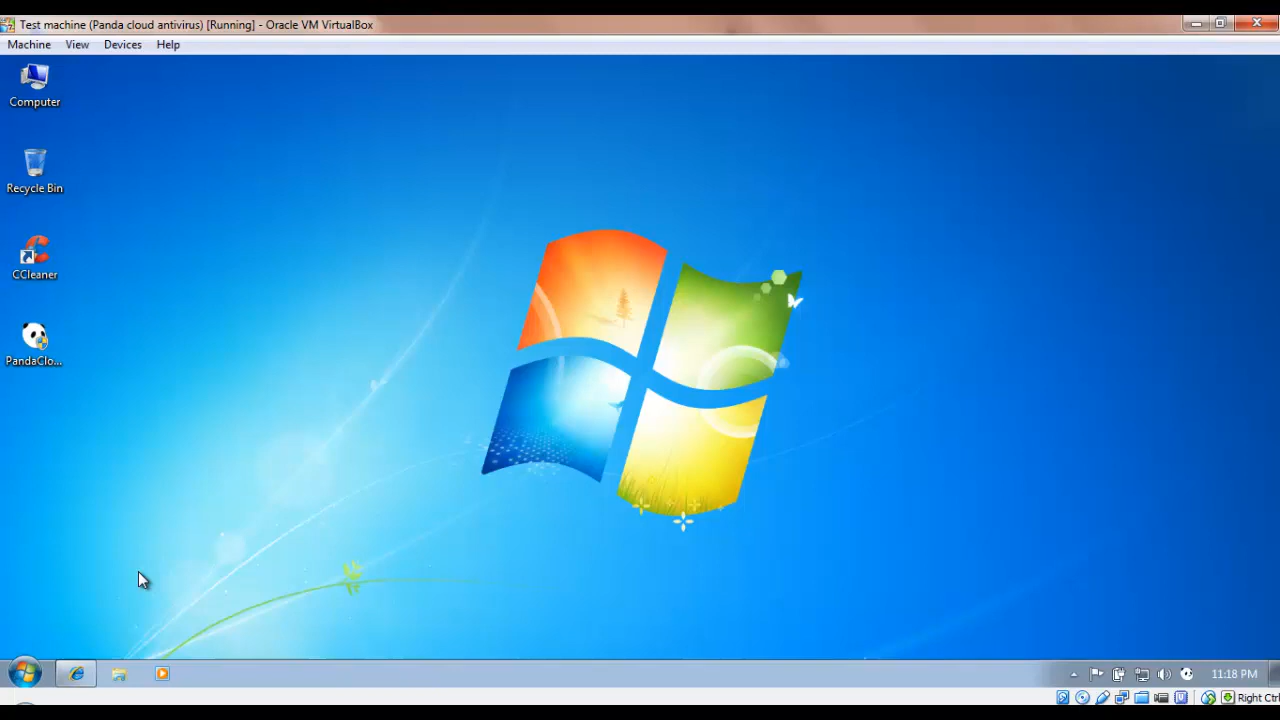 Test machine (Panda cloud antivirus) [Running] - Oracle VM VirtualBox
Machine View Devices Help
Computer
Recycle Bin
CCleaner
PandaClo...
11:18 PM
Right Ctrl